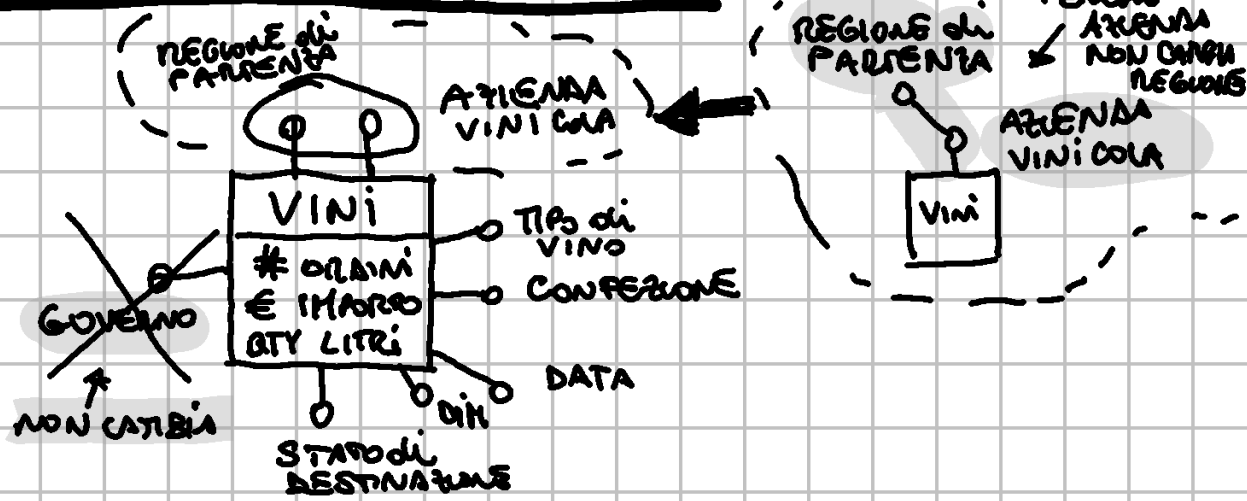 REGIONE di
PARTENZA
AZIENDA
VINICOLA
VINI
# ORDINI
€ IMPORTO
QTY LITRI
TIPO di
VINO
CONFEZIONE
DATA
DIM
STATO di
DESTINAZIONE
GOVERNO
NON CAMBIA
REGIONE di
PARTENZA
AZIENDA
NON CAMBIA
REGIONE
AZIENDA
VINICOLA
VINI